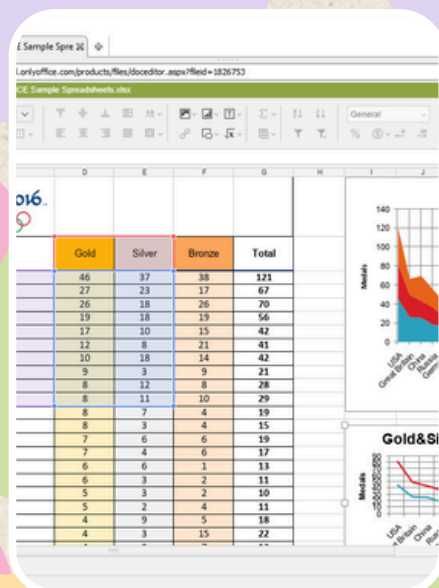 E Sample Spre
l.onlyoffice.com/products/files/doceditor.aspx?fileid=1826753
CE Sample Spreadsheets.xlsx
General
D E F G H I J
016
Gold Silver Bronze Total
46 37 38 121
27 23 17 67
26 18 26 70
19 18 19 56
17 10 15 42
12 8 21 41
10 18 14 42
9 3 9 21
8 12 8 28
8 11 10 29
8 7 4 19
8 3 4 15
7 6 6 19
7 4 6 17
6 6 1 13
6 3 2 11
5 3 2 10
5 2 4 11
4 9 5 18
4 3 15 22
140
120
100
80
60
40
20
0
Medals
USA
Great Britain
China
Russia
Germ
Gold&Si
Medals
USA
t Britain
China